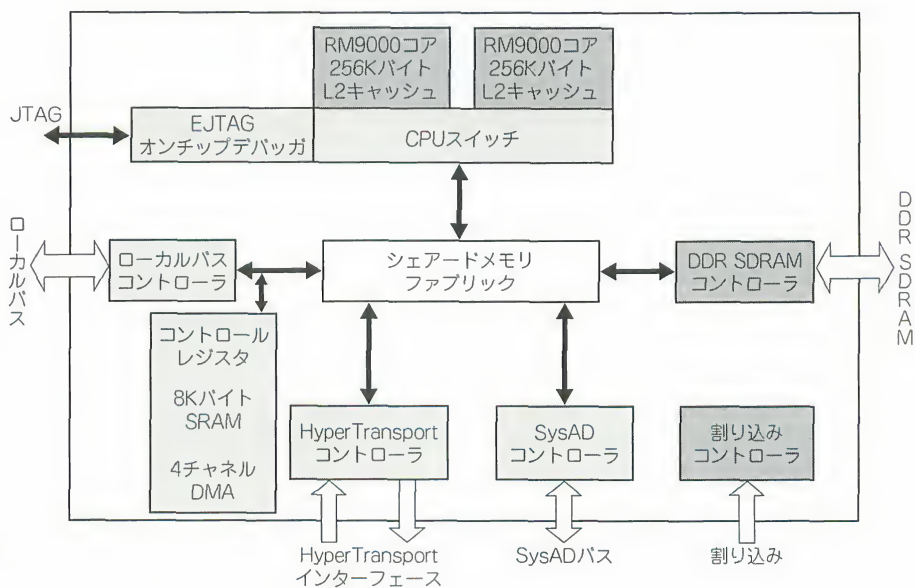 RM9000コア
256Kバイト
L2キャッシュ
RM9000コア
256Kバイト
L2キャッシュ
JTAG
EJTAG
オンチップデバッガ
CPUスイッチ
ローカルバス
ローカルバス
コントローラ
シェアードメモリ
ファブリック
DDR SDRAM
コントローラ
DDR SDRAM
コントロール
レジスタ
8Kバイト
SRAM
4チャネル
DMA
HyperTransport
コントローラ
SysAD
コントローラ
割り込み
コントローラ
HyperTransport
インターフェース
SysADバス
割り込み